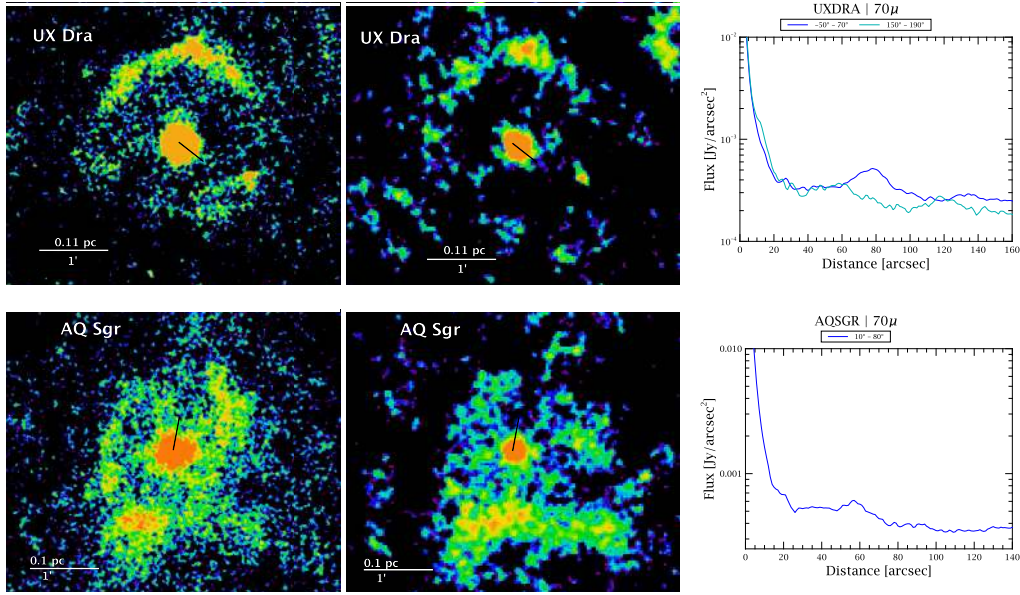 UX Dra
0.11 pc
1'
UX Dra
0.11 pc
1'
UXDRA | 70μ
-50° - 70° 150° - 190°
10⁻²
10⁻³
10⁻⁴
Flux [Jy/arcsec²]
0 20 40 60 80 100 120 140 160
Distance [arcsec]
AQ Sgr
0.1 pc
1'
AQ Sgr
0.1 pc
1'
AQSGR | 70μ
10° - 80°
0.010
0.001
Flux [Jy/arcsec²]
0 20 40 60 80 100 120 140
Distance [arcsec]